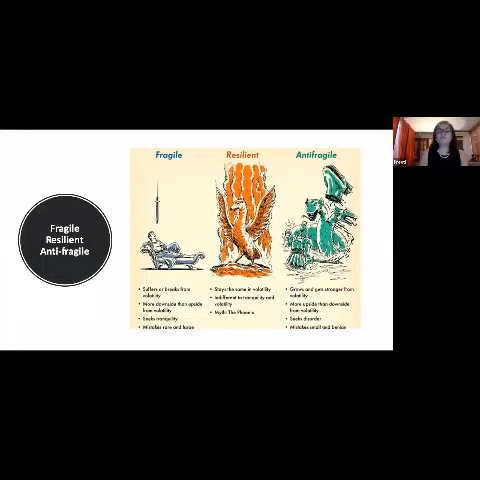 Fragile
Resilient
Anti-fragile
Fragile
• Suffers or breaks from
volatility
• More downside than upside
from volatility
• Seeks tranquility
• Mistakes rare and large
Resilient
• Stays the same in volatility
• Indifferent to tranquility and
volatility
• Myth: The Phoenix
Antifragile
• Grows and gets stronger from
volatility
• More upside than downside
from volatility
• Seeks disorder
• Mistakes small and benign